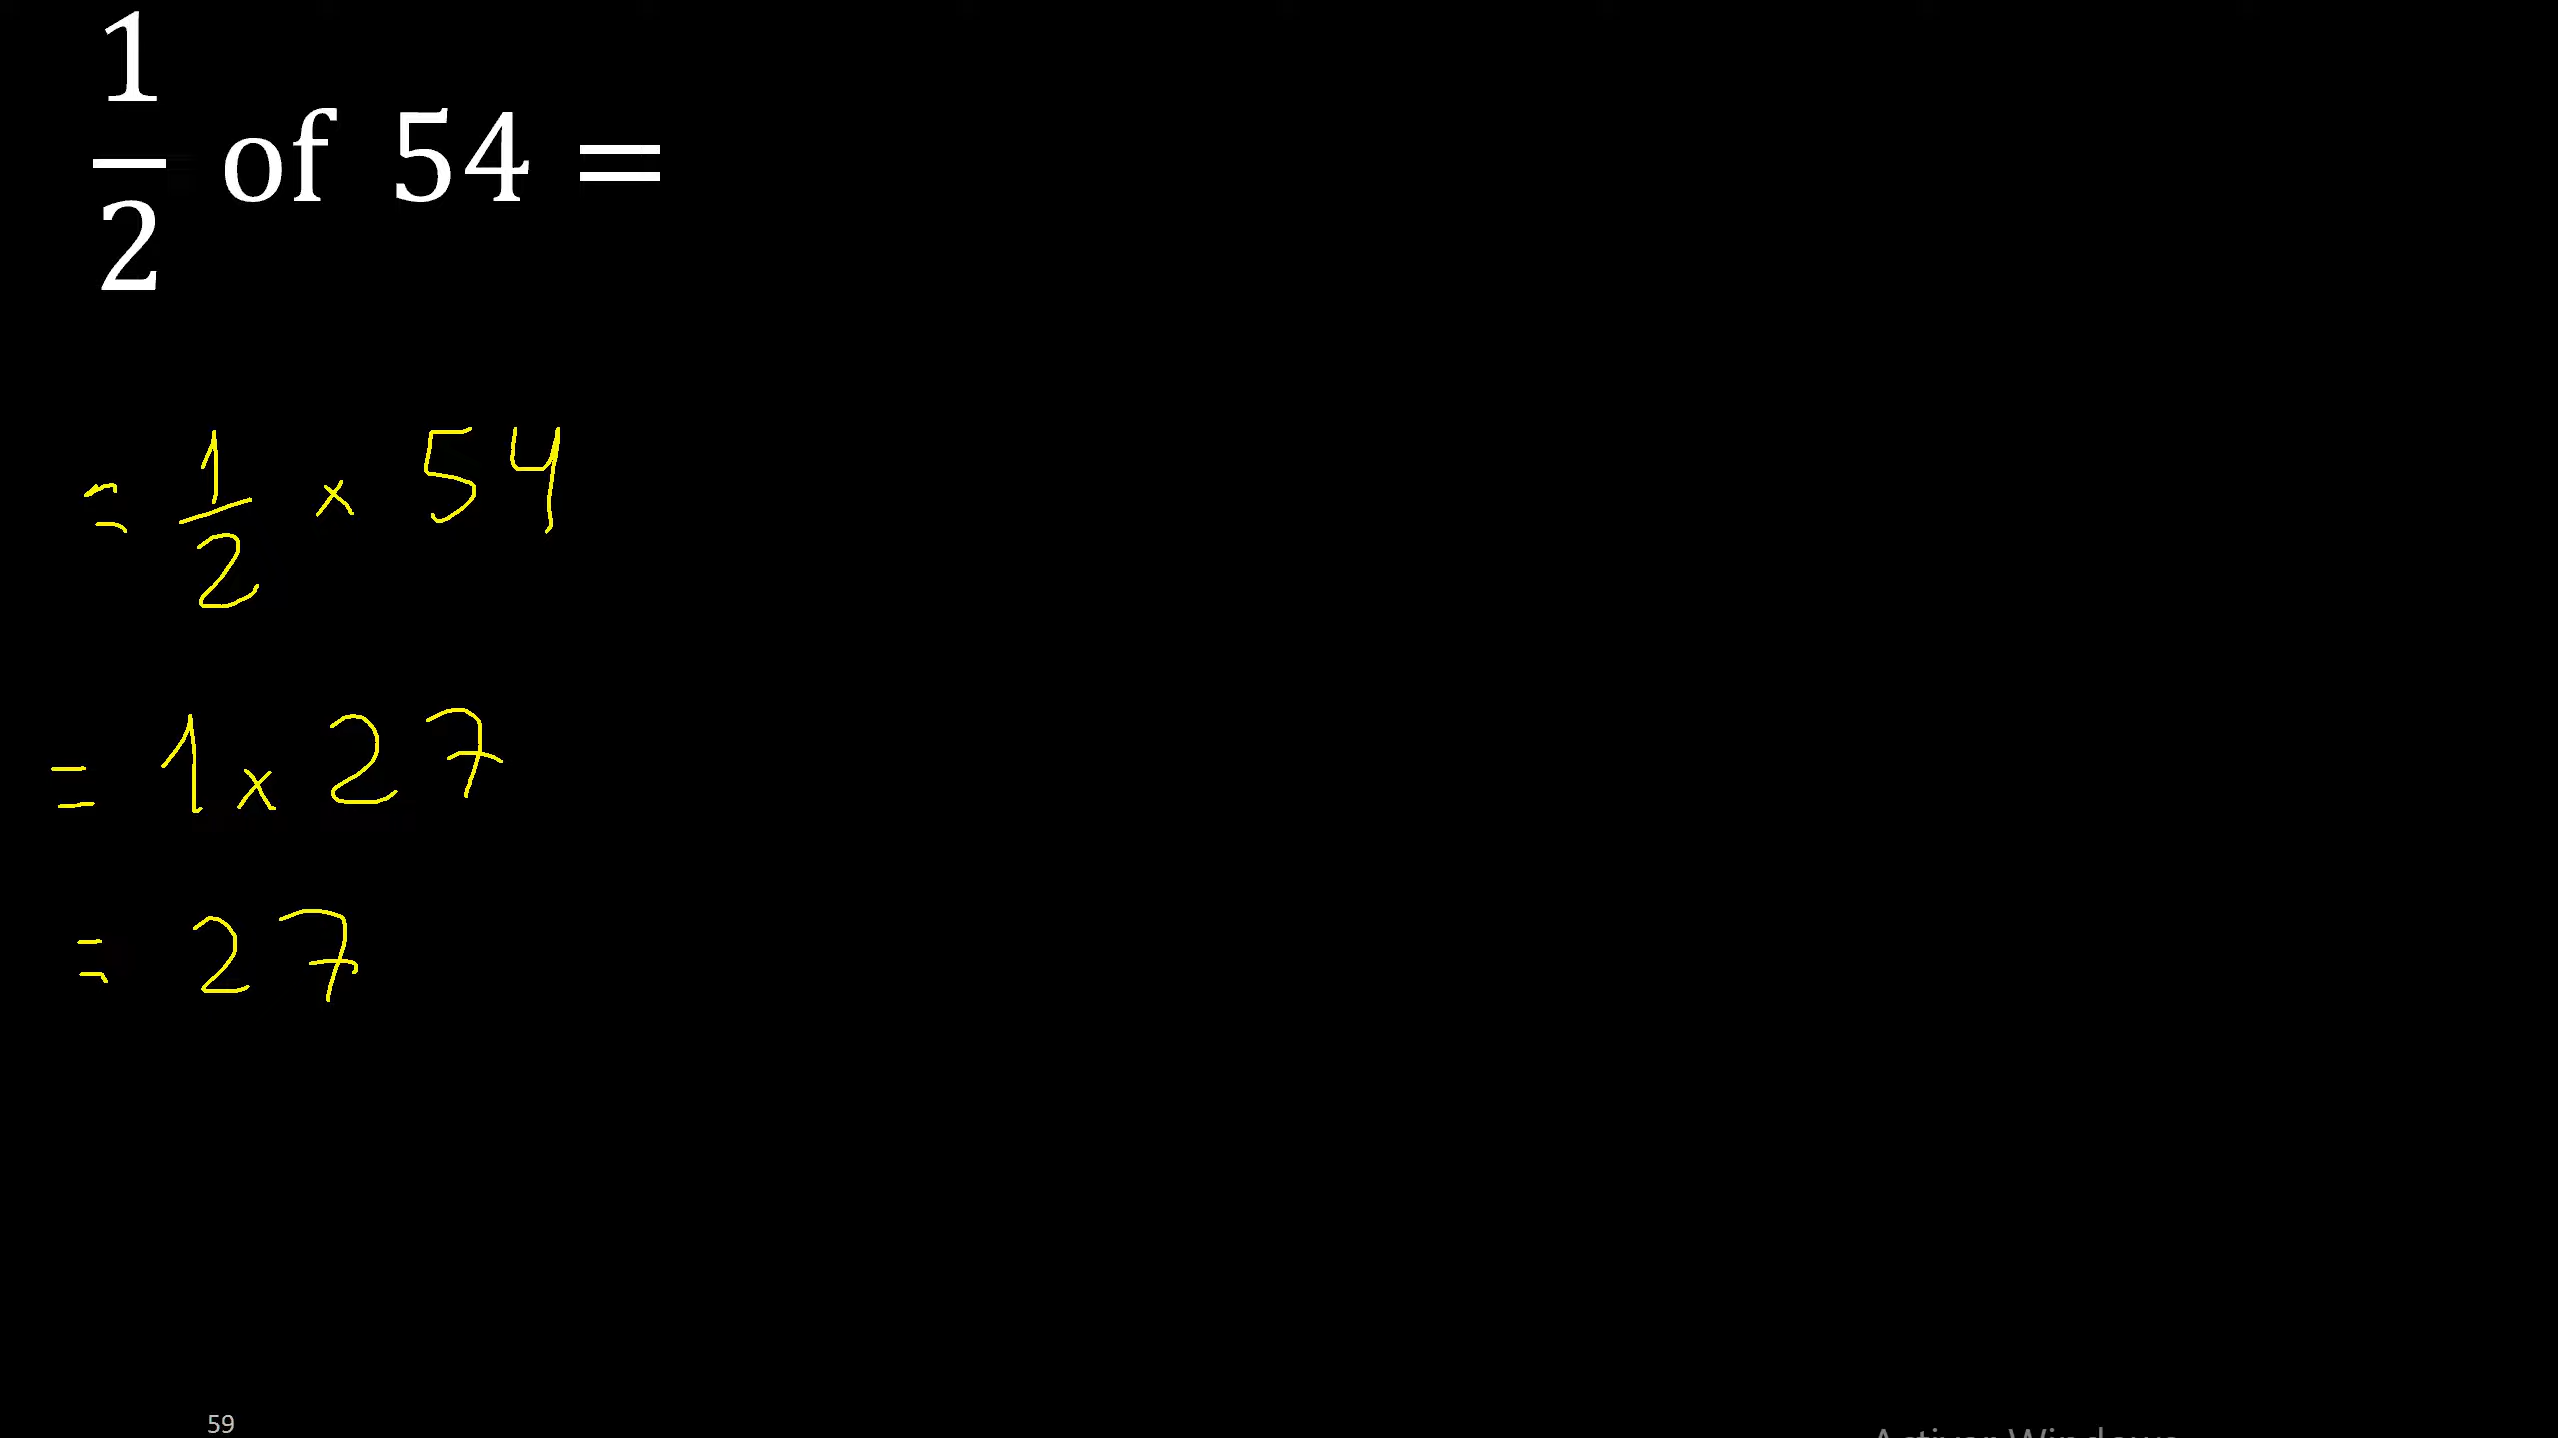 1/2 of 54 =
= 1/2 × 54
= 1 × 27
= 27
59